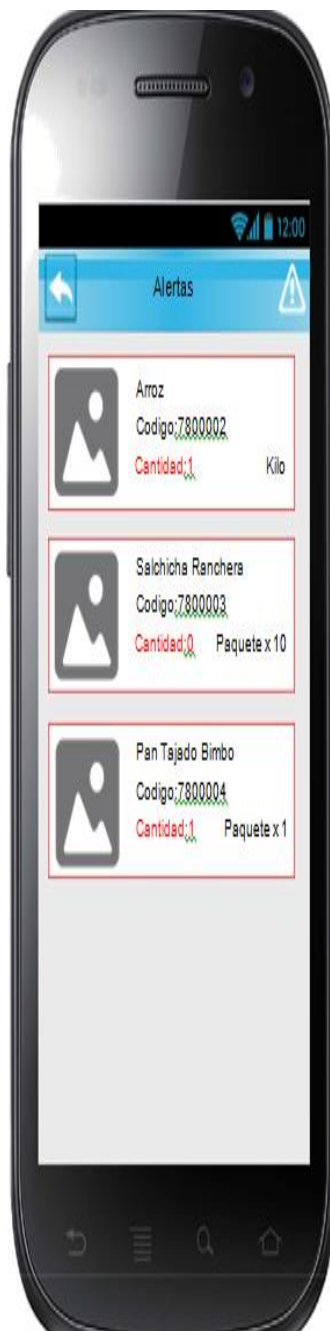 12:00
Alertas
Arroz
Codigo:7800002
Cantidad:1 Kilo
Salchicha Ranchera
Codigo:7800003
Cantidad:0 Paquete x 10
Pan Tajado Bimbo
Codigo:7800004
Cantidad:1 Paquete x 1